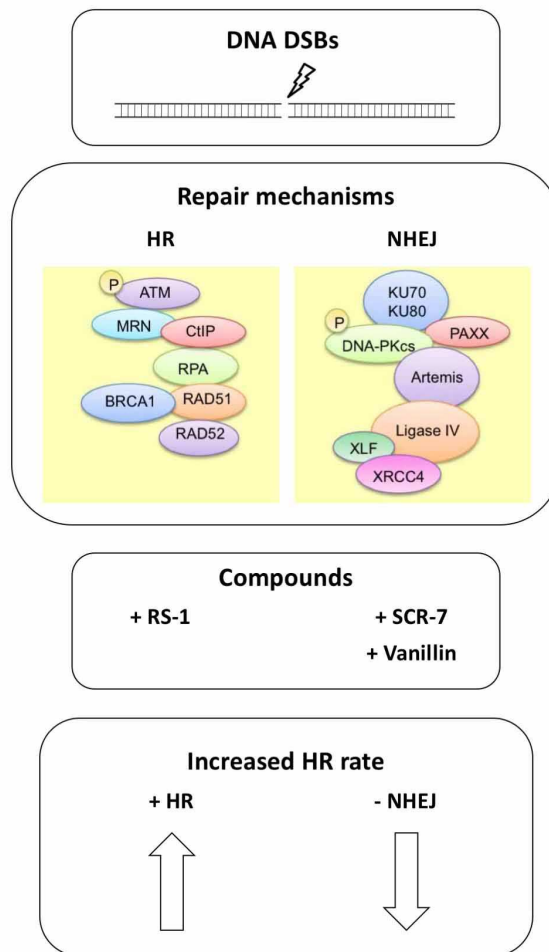 DNA DSBs
Repair mechanisms
HR
NHEJ
P
ATM
MRN
CtIP
RPA
BRCA1
RAD51
RAD52
KU70
KU80
P
DNA-PKcs
PAXX
Artemis
Ligase IV
XLF
XRCC4
Compounds
+ RS-1
+ SCR-7
+ Vanillin
Increased HR rate
+ HR
- NHEJ